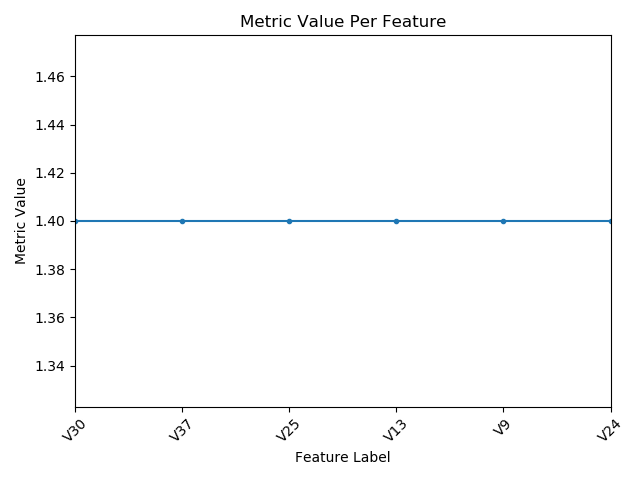 Metric Value Per Feature
Metric Value
1.46
1.44
1.42
1.40
1.38
1.36
1.34
V30 V37 V25 V13 V9 V24
Feature Label